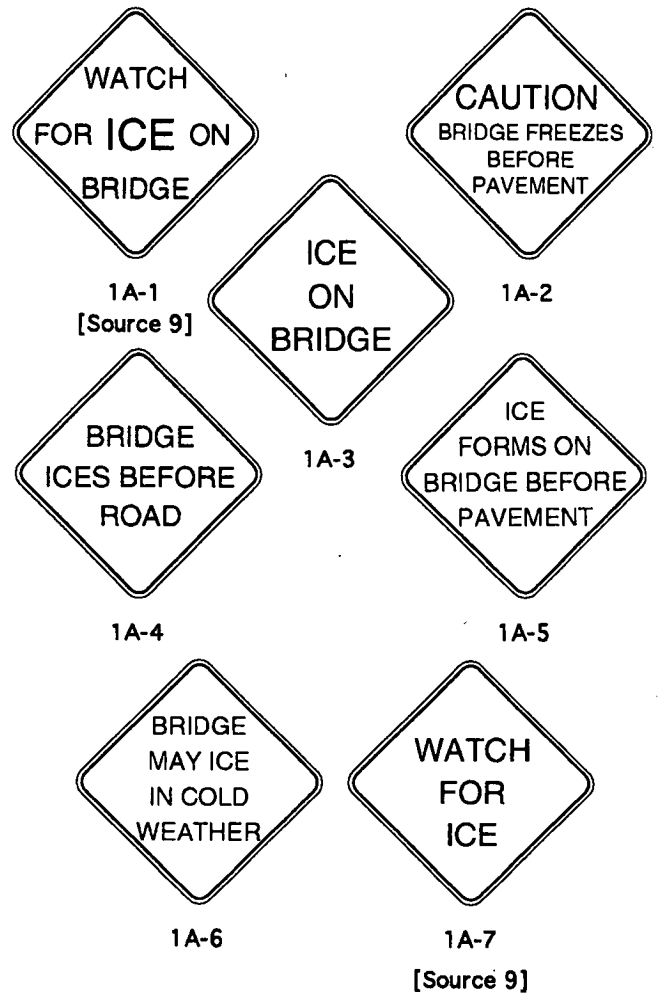 WATCH
FOR ICE ON
BRIDGE
1A-1
[Source 9]
CAUTION
BRIDGE FREEZES
BEFORE
PAVEMENT
1A-2
ICE
ON
BRIDGE
1A-3
BRIDGE
ICES BEFORE
ROAD
1A-4
ICE
FORMS ON
BRIDGE BEFORE
PAVEMENT
1A-5
BRIDGE
MAY ICE
IN COLD
WEATHER
1A-6
WATCH
FOR
ICE
1A-7
[Source 9]